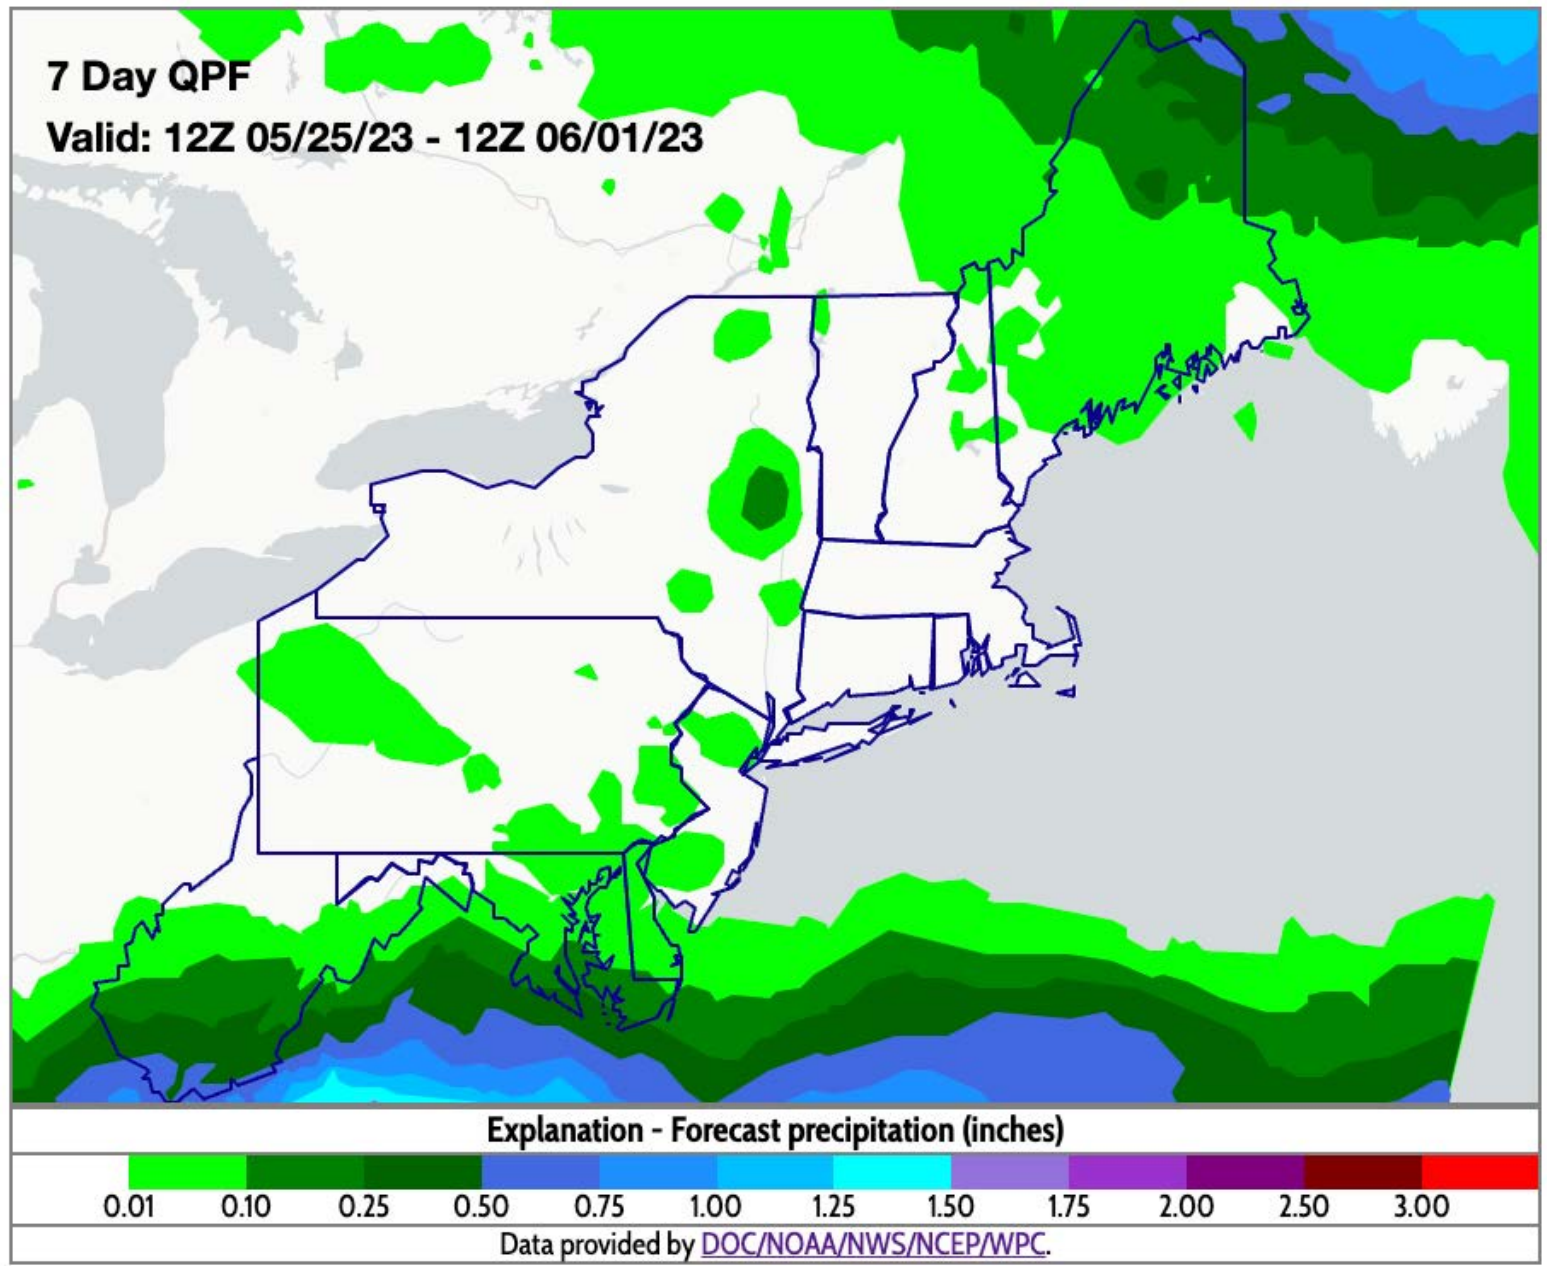 7 Day QPF
Valid: 12Z 05/25/23 - 12Z 06/01/23
Explanation - Forecast precipitation (inches)
0.01 0.10 0.25 0.50 0.75 1.00 1.25 1.50 1.75 2.00 2.50 3.00
Data provided by DOC/NOAA/NWS/NCEP/WPC.